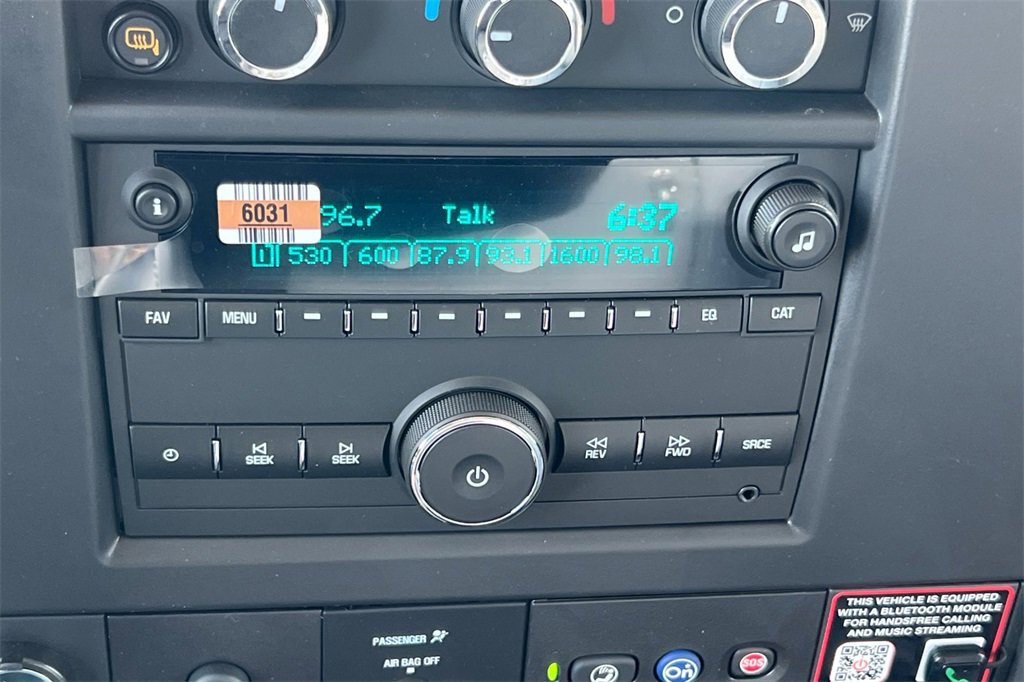 6031
96.7 Talk 6:37
1 530 600 87.9 93.1 1600 98.1
FAV MENU EQ CAT
SEEK SEEK REV FWD SRCE
PASSENGER
AIR BAG OFF
On SOS
THIS VEHICLE IS EQUIPPED
WITH A BLUETOOTH MODULE
FOR HANDSFREE CALLING
AND MUSIC STREAMING